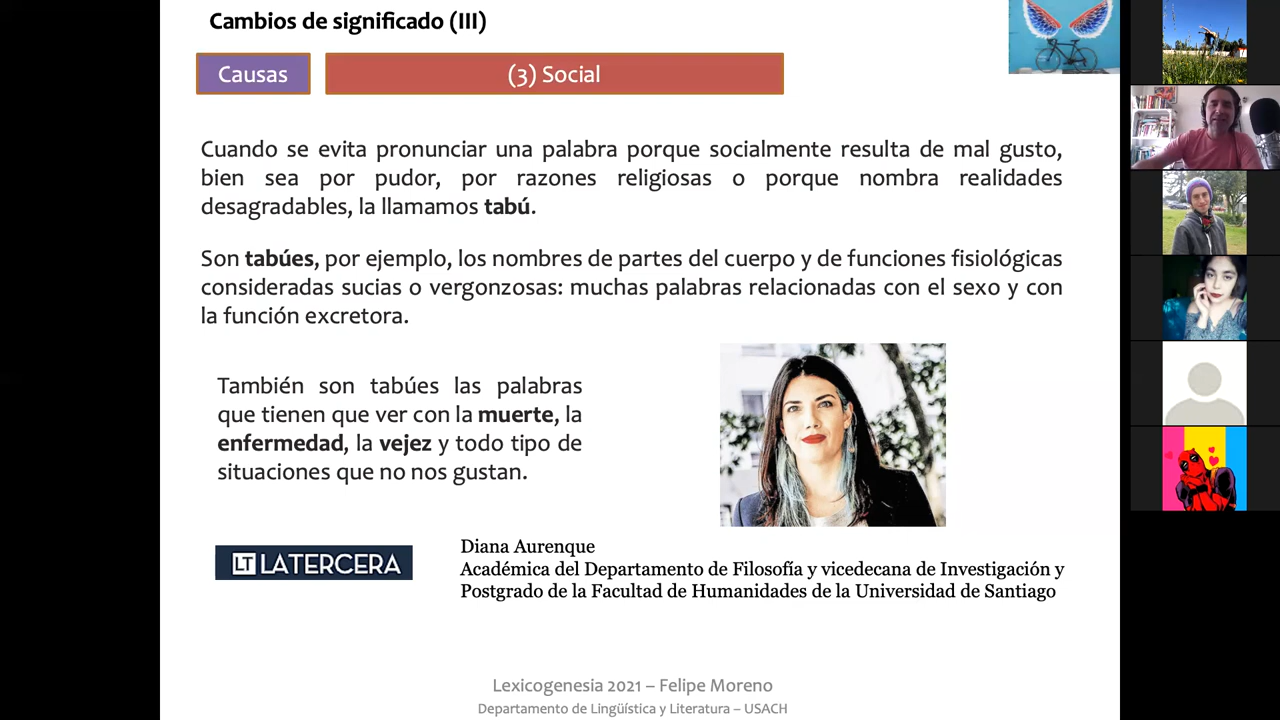 Cambios de significado (III)
Causas
(3) Social
Cuando se evita pronunciar una palabra porque socialmente resulta de mal gusto,
bien sea por pudor, por razones religiosas o porque nombra realidades
desagradables, la llamamos tabú.
Son tabúes, por ejemplo, los nombres de partes del cuerpo y de funciones fisiológicas
consideradas sucias o vergonzosas: muchas palabras relacionadas con el sexo y con
la función excretora.
También son tabúes las palabras
que tienen que ver con la muerte, la
enfermedad, la vejez y todo tipo de
situaciones que no nos gustan.
LT LATERCERA
Diana Aurenque
Académica del Departamento de Filosofía y vicedecana de Investigación y
Postgrado de la Facultad de Humanidades de la Universidad de Santiago
Lexicogenesia 2021 – Felipe Moreno
Departamento de Lingüística y Literatura – USACH